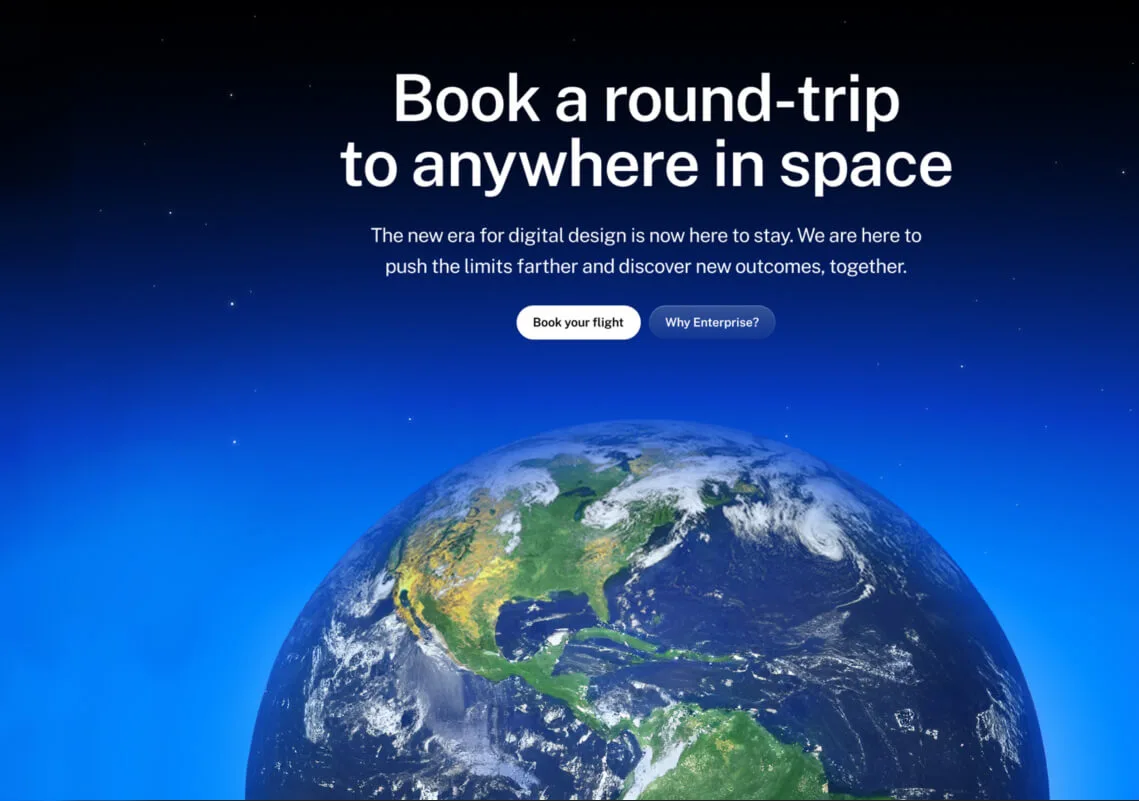 Book a round-trip
to anywhere in space
The new era for digital design is now here to stay. We are here to
push the limits farther and discover new outcomes, together.
Book your flight
Why Enterprise?